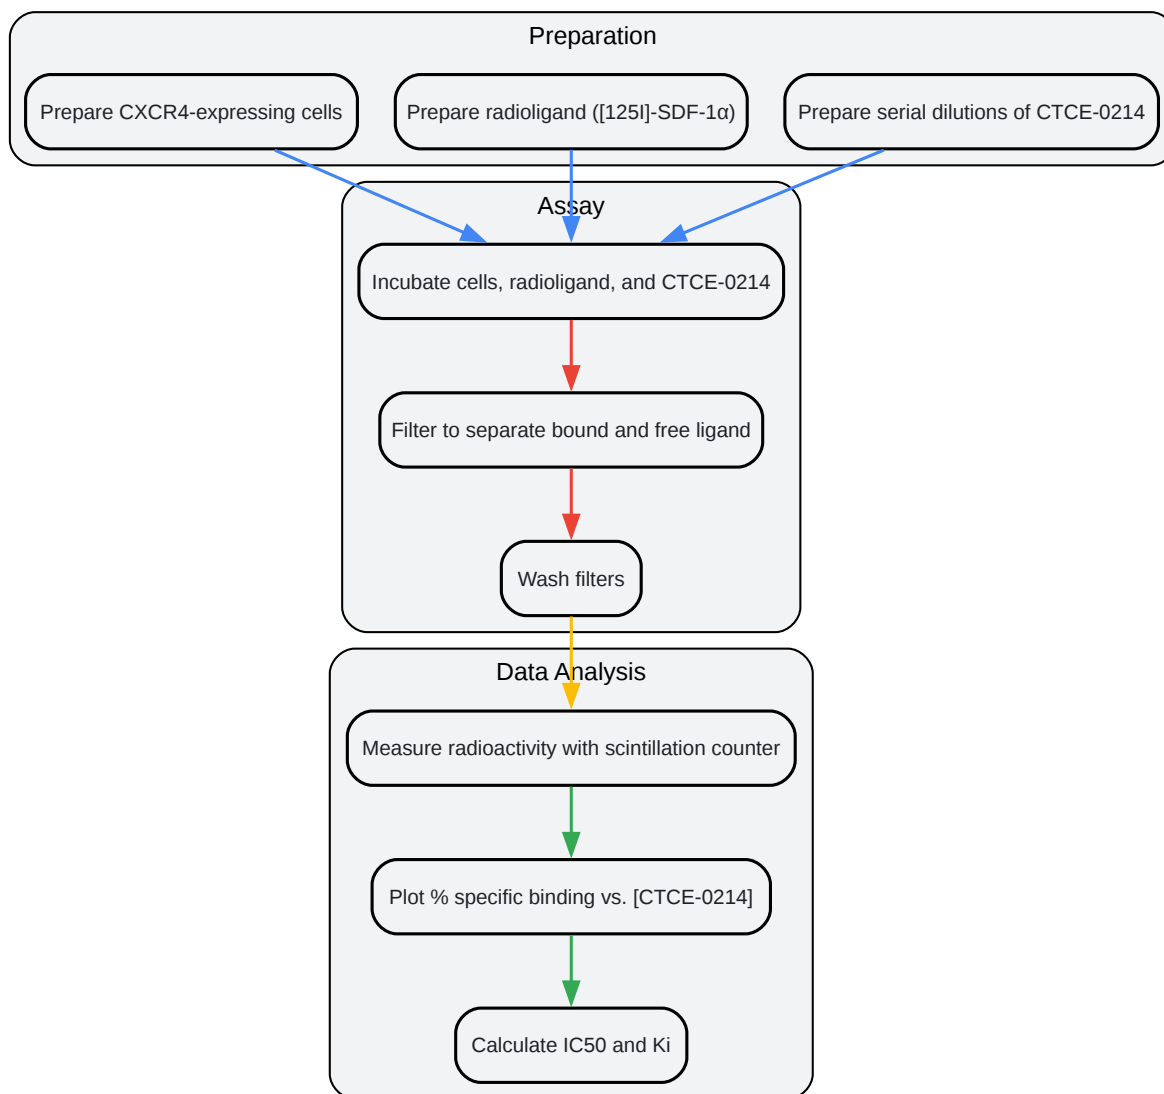 Preparation
Prepare CXCR4-expressing cells
Prepare radioligand ([125I]-SDF-1α)
Prepare serial dilutions of CTCE-0214
Assay
Incubate cells, radioligand, and CTCE-0214
Filter to separate bound and free ligand
Wash filters
Data Analysis
Measure radioactivity with scintillation counter
Plot % specific binding vs. [CTCE-0214]
Calculate IC50 and Ki